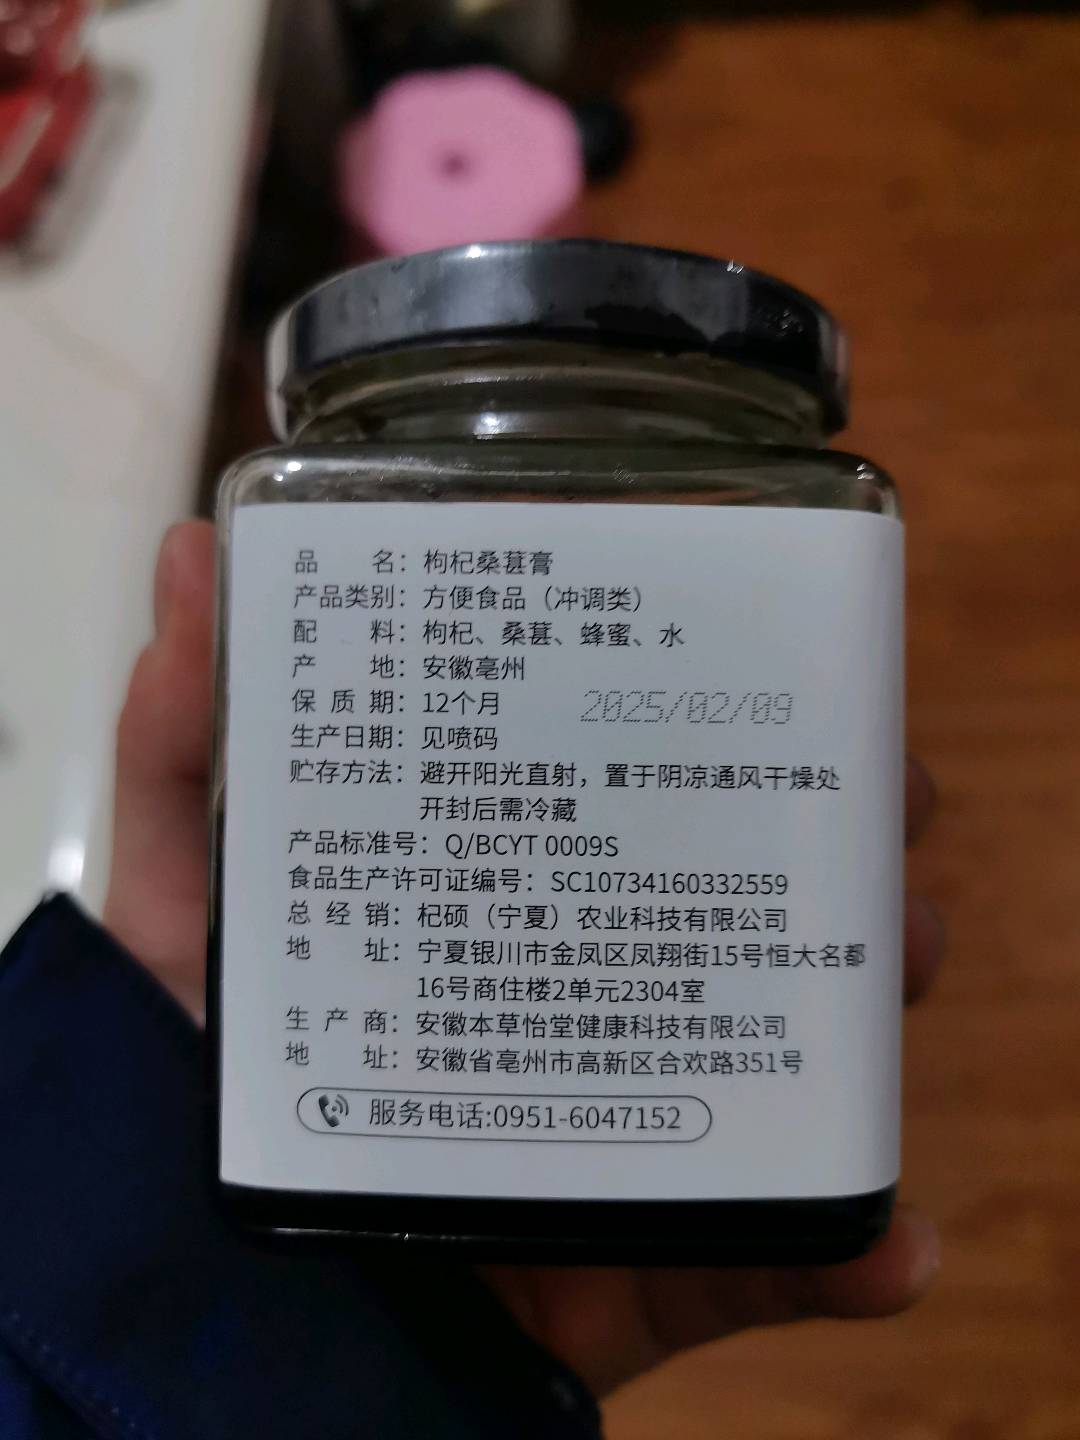 品名：枸杞桑葚膏
产品类别：方便食品（冲调类）
配料：枸杞、桑葚、蜂蜜、水
产地：安徽亳州
保质期：12个月
2025/02/09
生产日期：见喷码
贮存方法：避开阳光直射，置于阴凉通风干燥处
开封后需冷藏
产品标准号：Q/BCYT 0009S
食品生产许可证编号：SC10734160332559
总经销：杞硕（宁夏）农业科技有限公司
地址：宁夏银川市金凤区凤翔街15号恒大名都
16号商住楼2单元2304室
生产商：安徽本草怡堂健康科技有限公司
地址：安徽省亳州市高新区合欢路351号
服务电话:0951-6047152